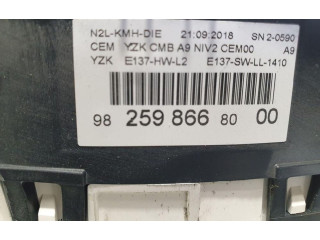 N2L-KMH-DIE 21:09:2018 SN 2-0590
CEM YZK CMB A9 NIV2 CEM00 A9
YZK E137-HW-L2 E137-SW-LL-1410
98 259 866 80 00